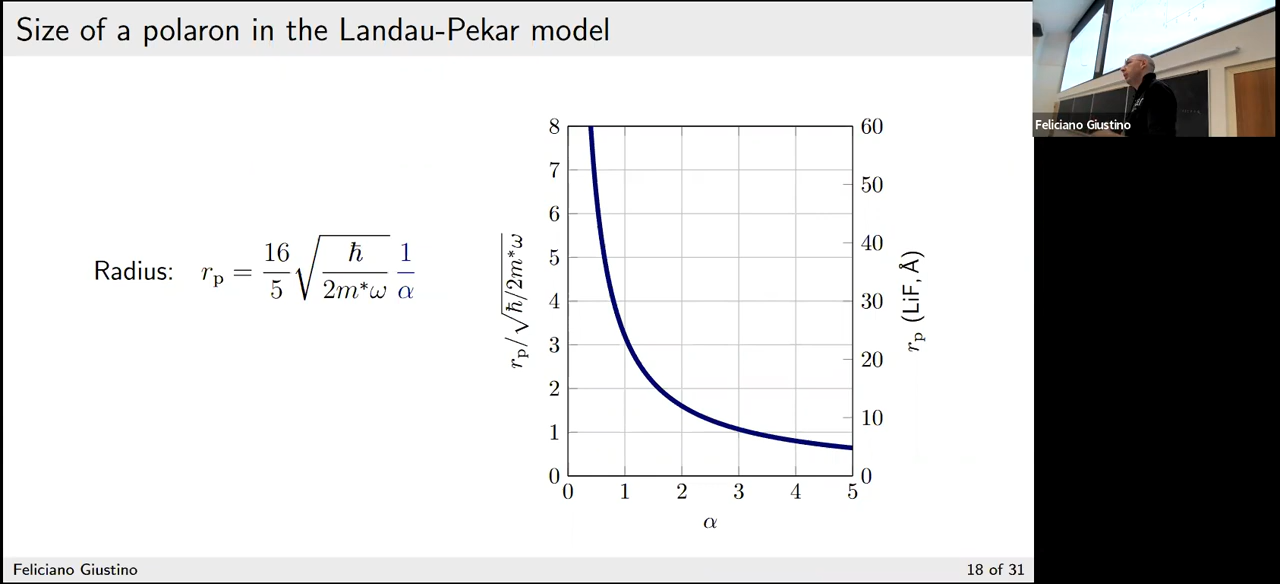 Size of a polaron in the Landau-Pekar model
Feliciano Giustino
Radius: r_p = 16/5 √(ħ/2m*ω) 1/α
8
7
6
5
4
3
2
1
0
r_p/√ħ/2m*ω
60
50
40
30
20
10
0
r_p (LiF, Å)
0 1 2 3 4 5
α
Feliciano Giustino
18 of 31